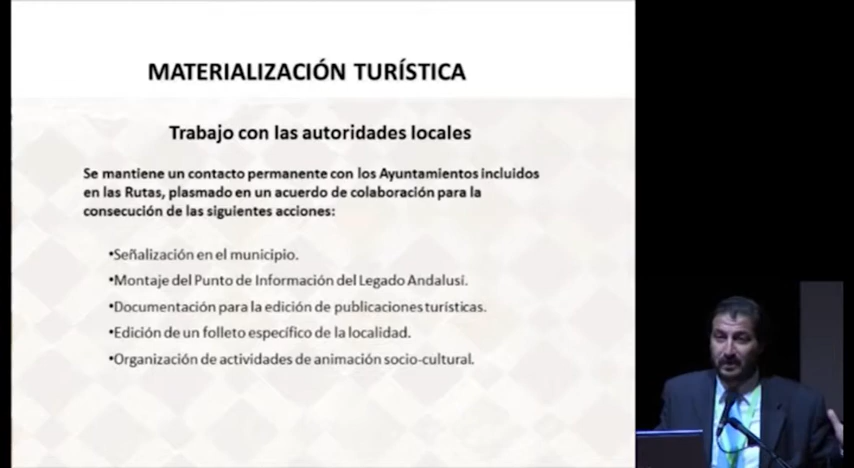 MATERIALIZACIÓN TURÍSTICA
Trabajo con las autoridades locales
Se mantiene un contacto permanente con los Ayuntamientos incluidos
en las Rutas, plasmado en un acuerdo de colaboración para la
consecución de las siguientes acciones:
•Señalización en el municipio.
•Montaje del Punto de Información del Legado Andalusí.
•Documentación para la edición de publicaciones turísticas.
•Edición de un folleto específico de la localidad.
•Organización de actividades de animación socio-cultural.